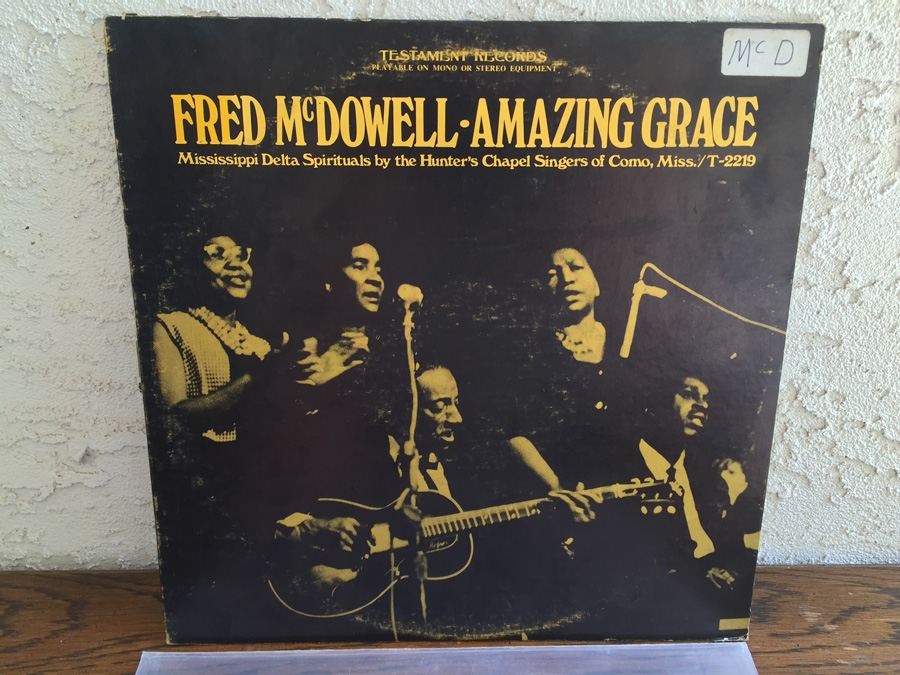 TESTAMENT RECORDS
PLAYABLE ON MONO OR STEREO EQUIPMENT
McD
FRED McDOWELL·AMAZING GRACE
Mississippi Delta Spirituals by the Hunter's Chapel Singers of Como, Miss./T-2219